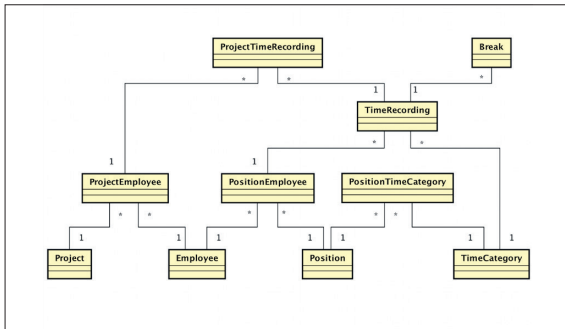 ProjectTimeRecording
Break
* *
*
1
1
TimeRecording
* *
1
1
ProjectEmployee
PositionEmployee
PositionTimeCategory
* *
* *
* *
1
1
1
1
1
1
1
Project
Employee
Position
TimeCategory